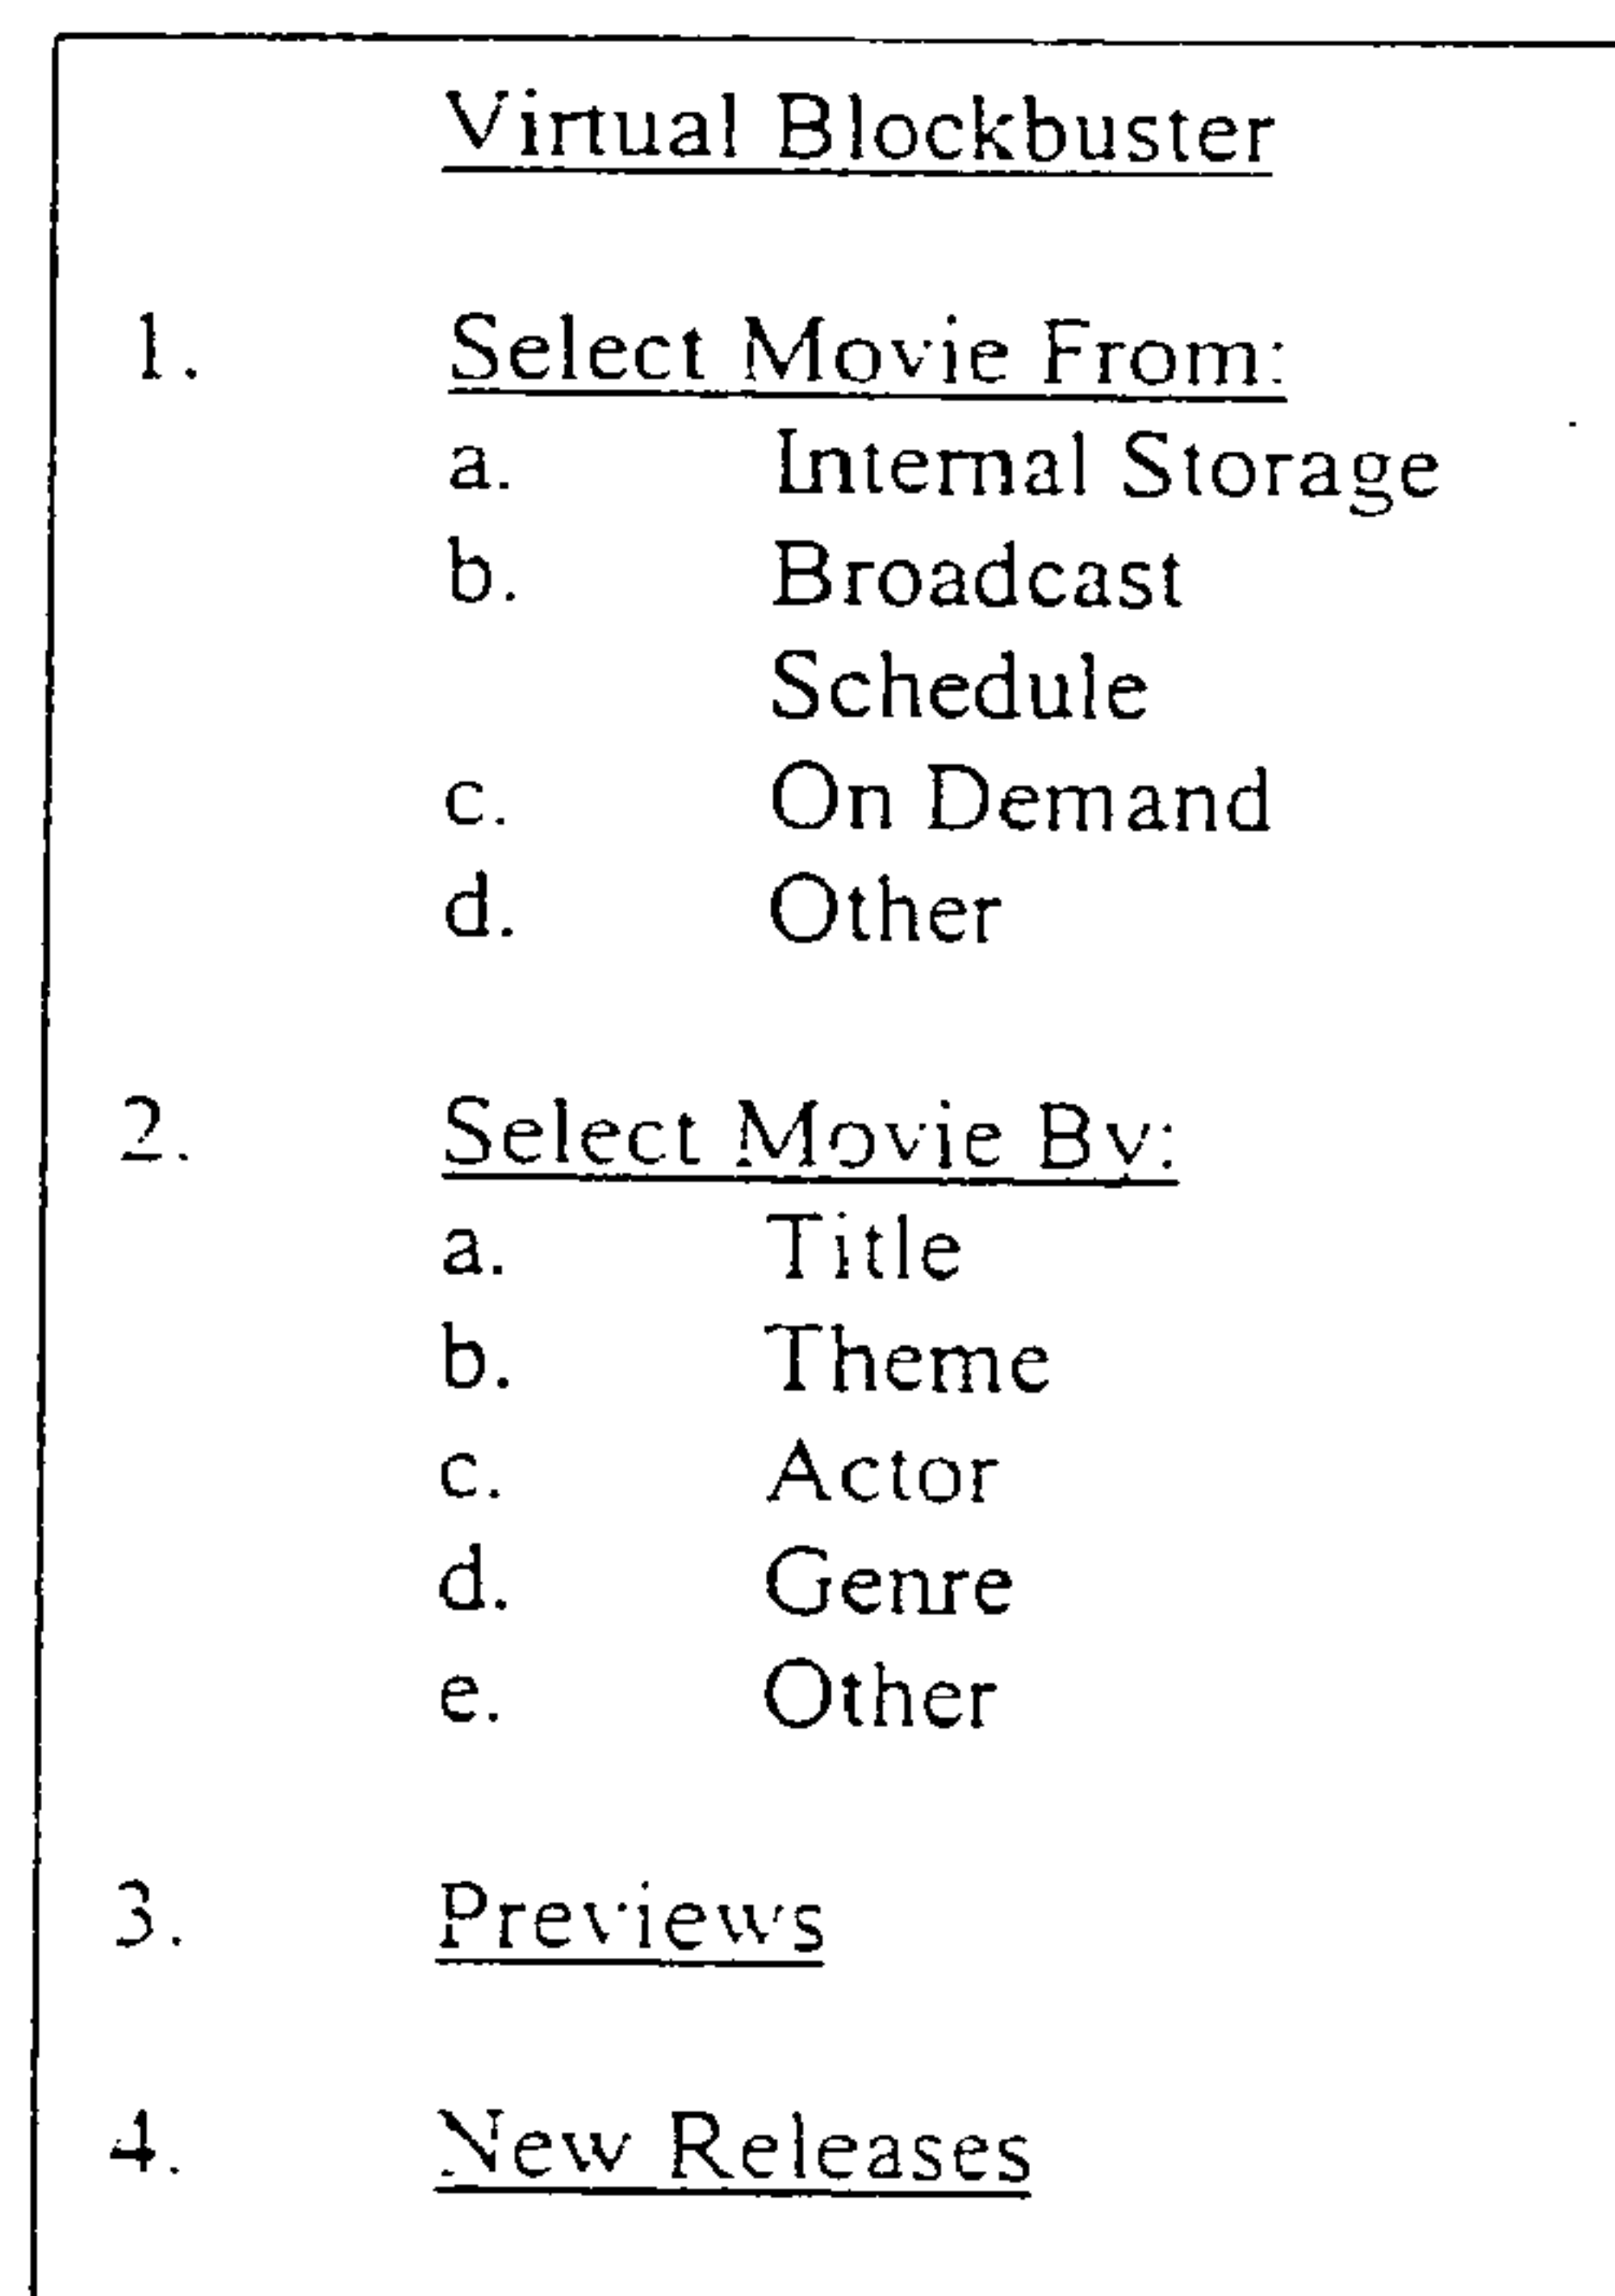 Virtual Blockbuster
1. Select Movie From:
a. Internal Storage
b. Broadcast
Schedule
c. On Demand
d. Other
2. Select Movie By:
a. Title
b. Theme
c. Actor
d. Genre
e. Other
3. Previews
4. New Releases